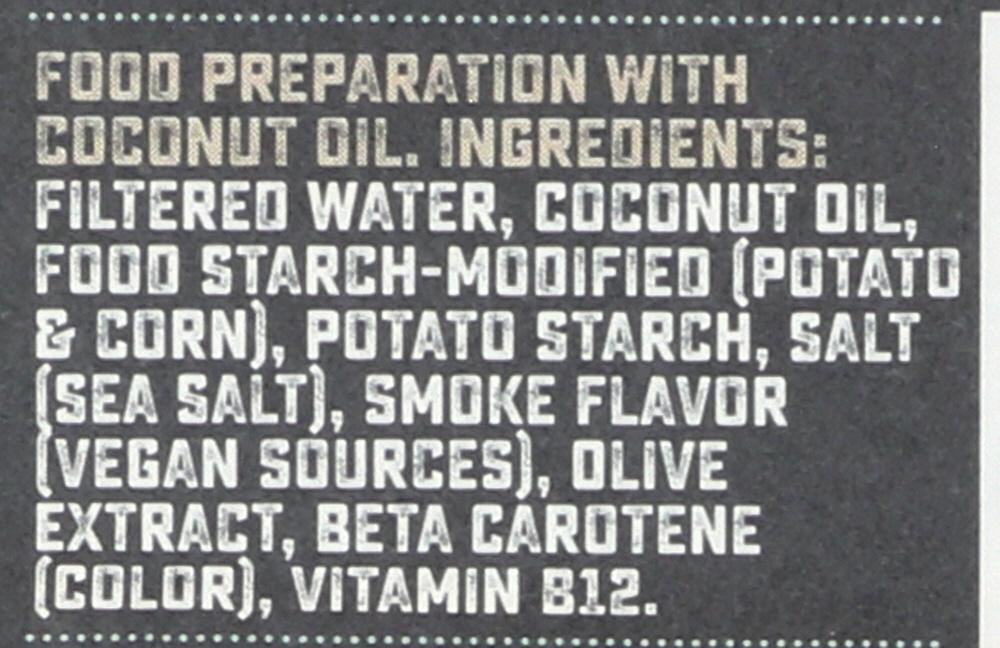 FOOD PREPARATION WITH
COCONUT OIL. INGREDIENTS:
FILTERED WATER, COCONUT OIL,
FOOD STARCH-MODIFIED (POTATO
& CORN), POTATO STARCH, SALT
(SEA SALT), SMOKE FLAVOR
(VEGAN SOURCES), OLIVE
EXTRACT, BETA CAROTENE
(COLOR), VITAMIN B12.